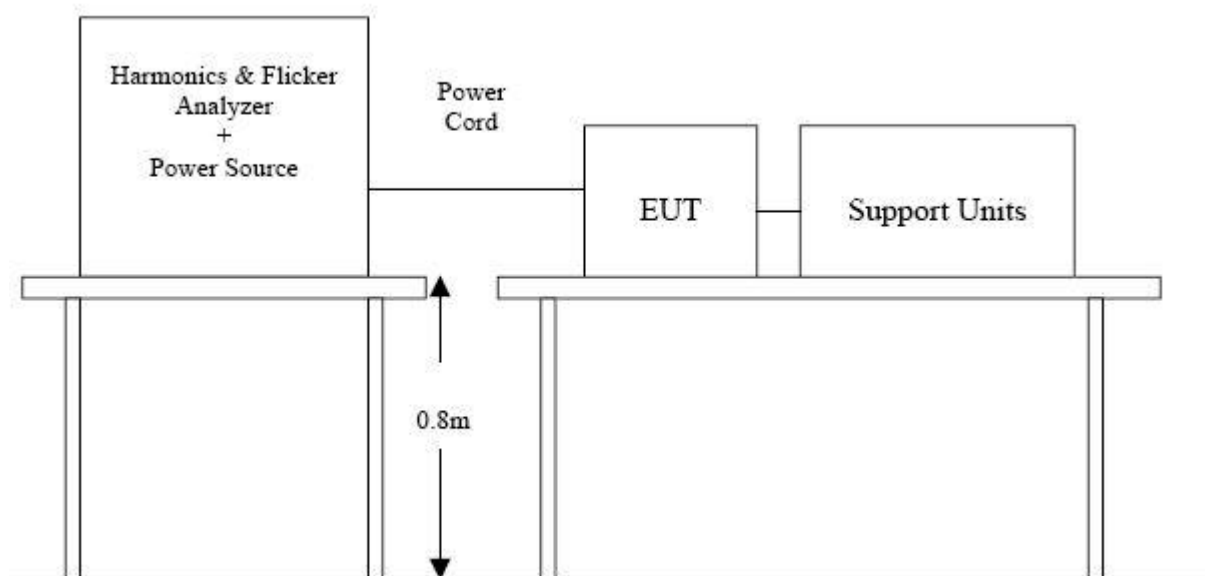 Harmonics & Flicker
Analyzer
+
Power Source
Power
Cord
EUT
Support Units
0.8m